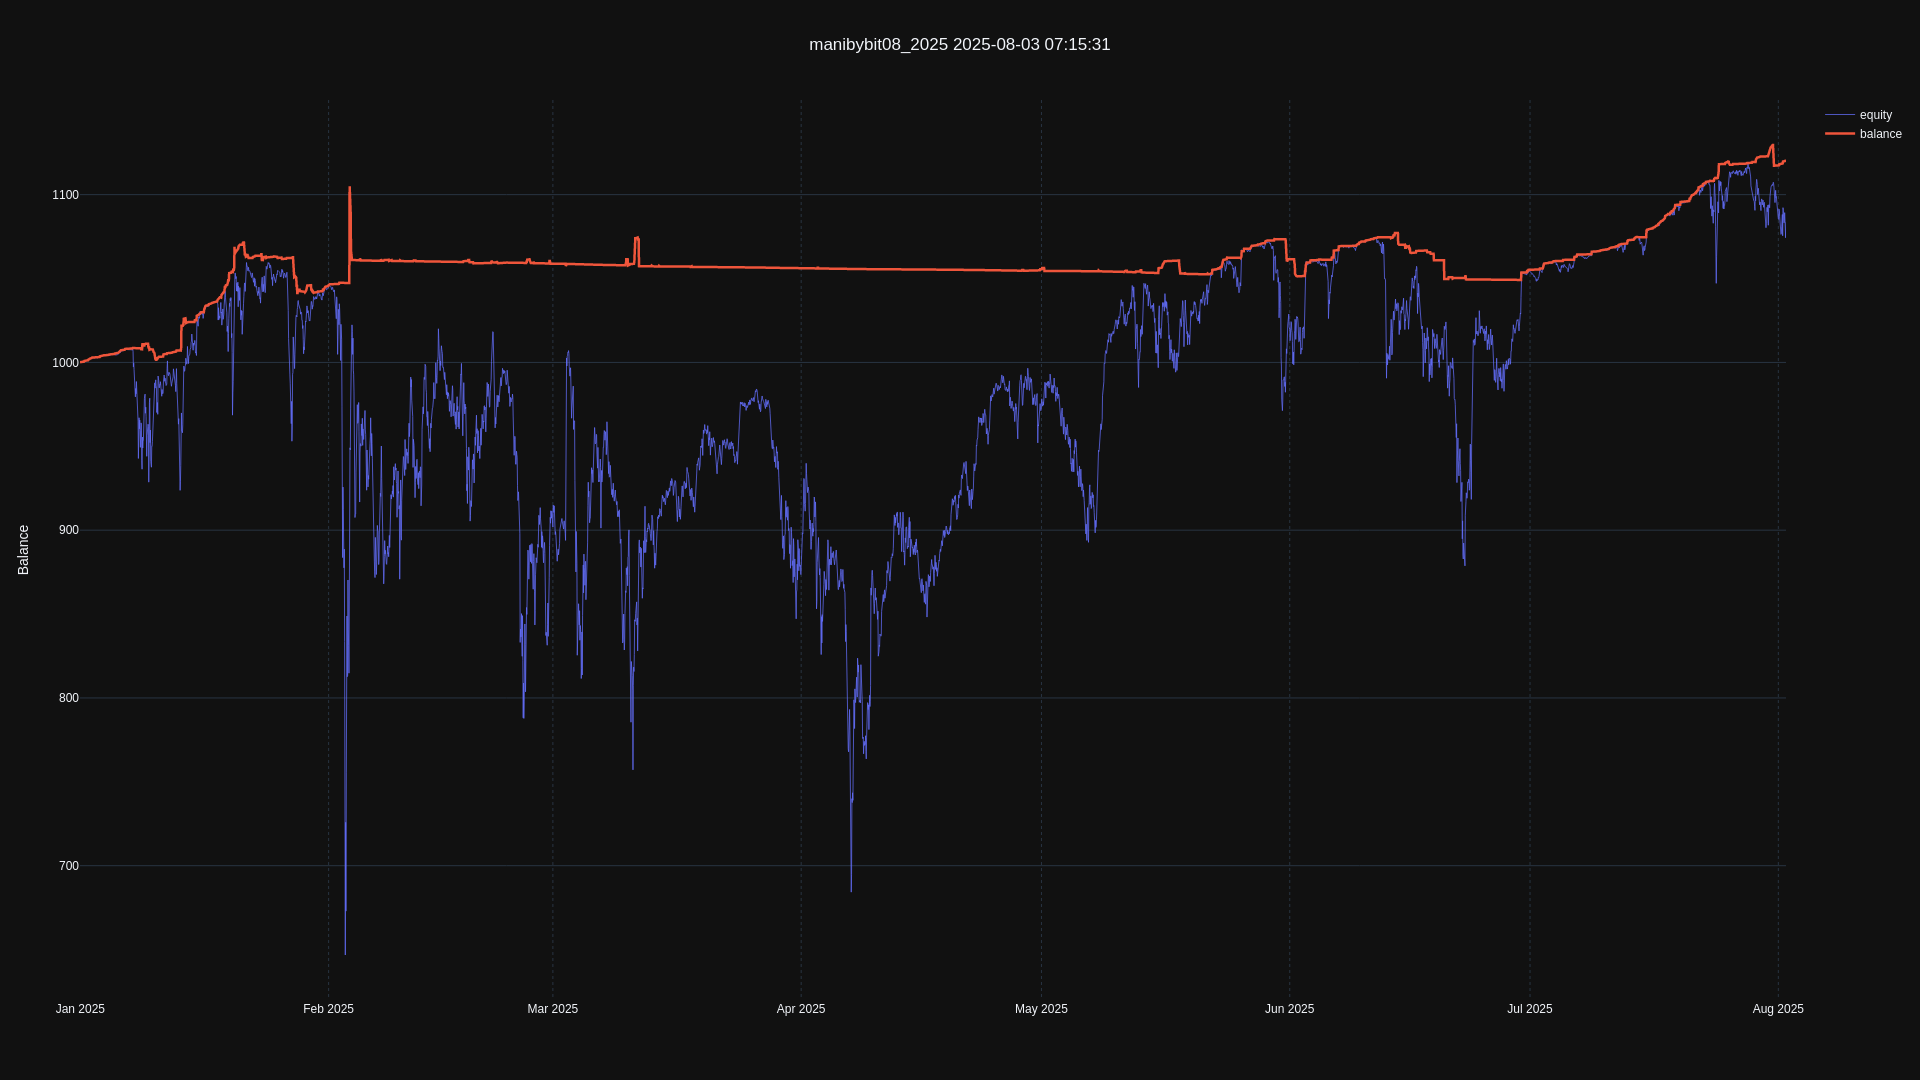 manibybit08_2025 2025-08-03 07:15:31
equity
balance
Balance
1100
1000
900
800
700
Jan 2025
Feb 2025
Mar 2025
Apr 2025
May 2025
Jun 2025
Jul 2025
Aug 2025